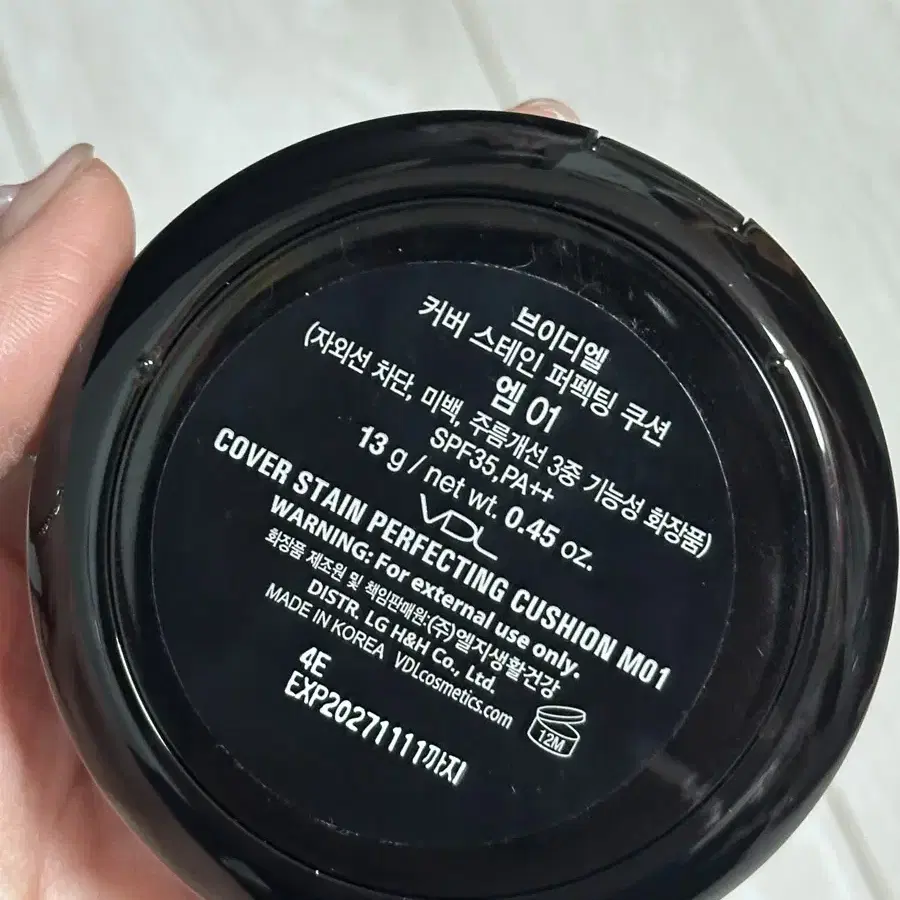 브이디엘
커버 스테인 퍼펙팅 쿠션
엠 01
(자외선 차단, 미백, 주름개선 3중 기능성 화장품)
SPF35,PA++
13 g / net wt. 0.45 oz.
VDL
COVER STAIN PERFECTING CUSHION M01
WARNING: For external use only.
화장품 제조원 및 책임판매원:(주)엘지생활건강
DISTR. LG H&H Co., Ltd.
MADE IN KOREA VDLcosmetics.com
12M
4E
EXP20271111까지